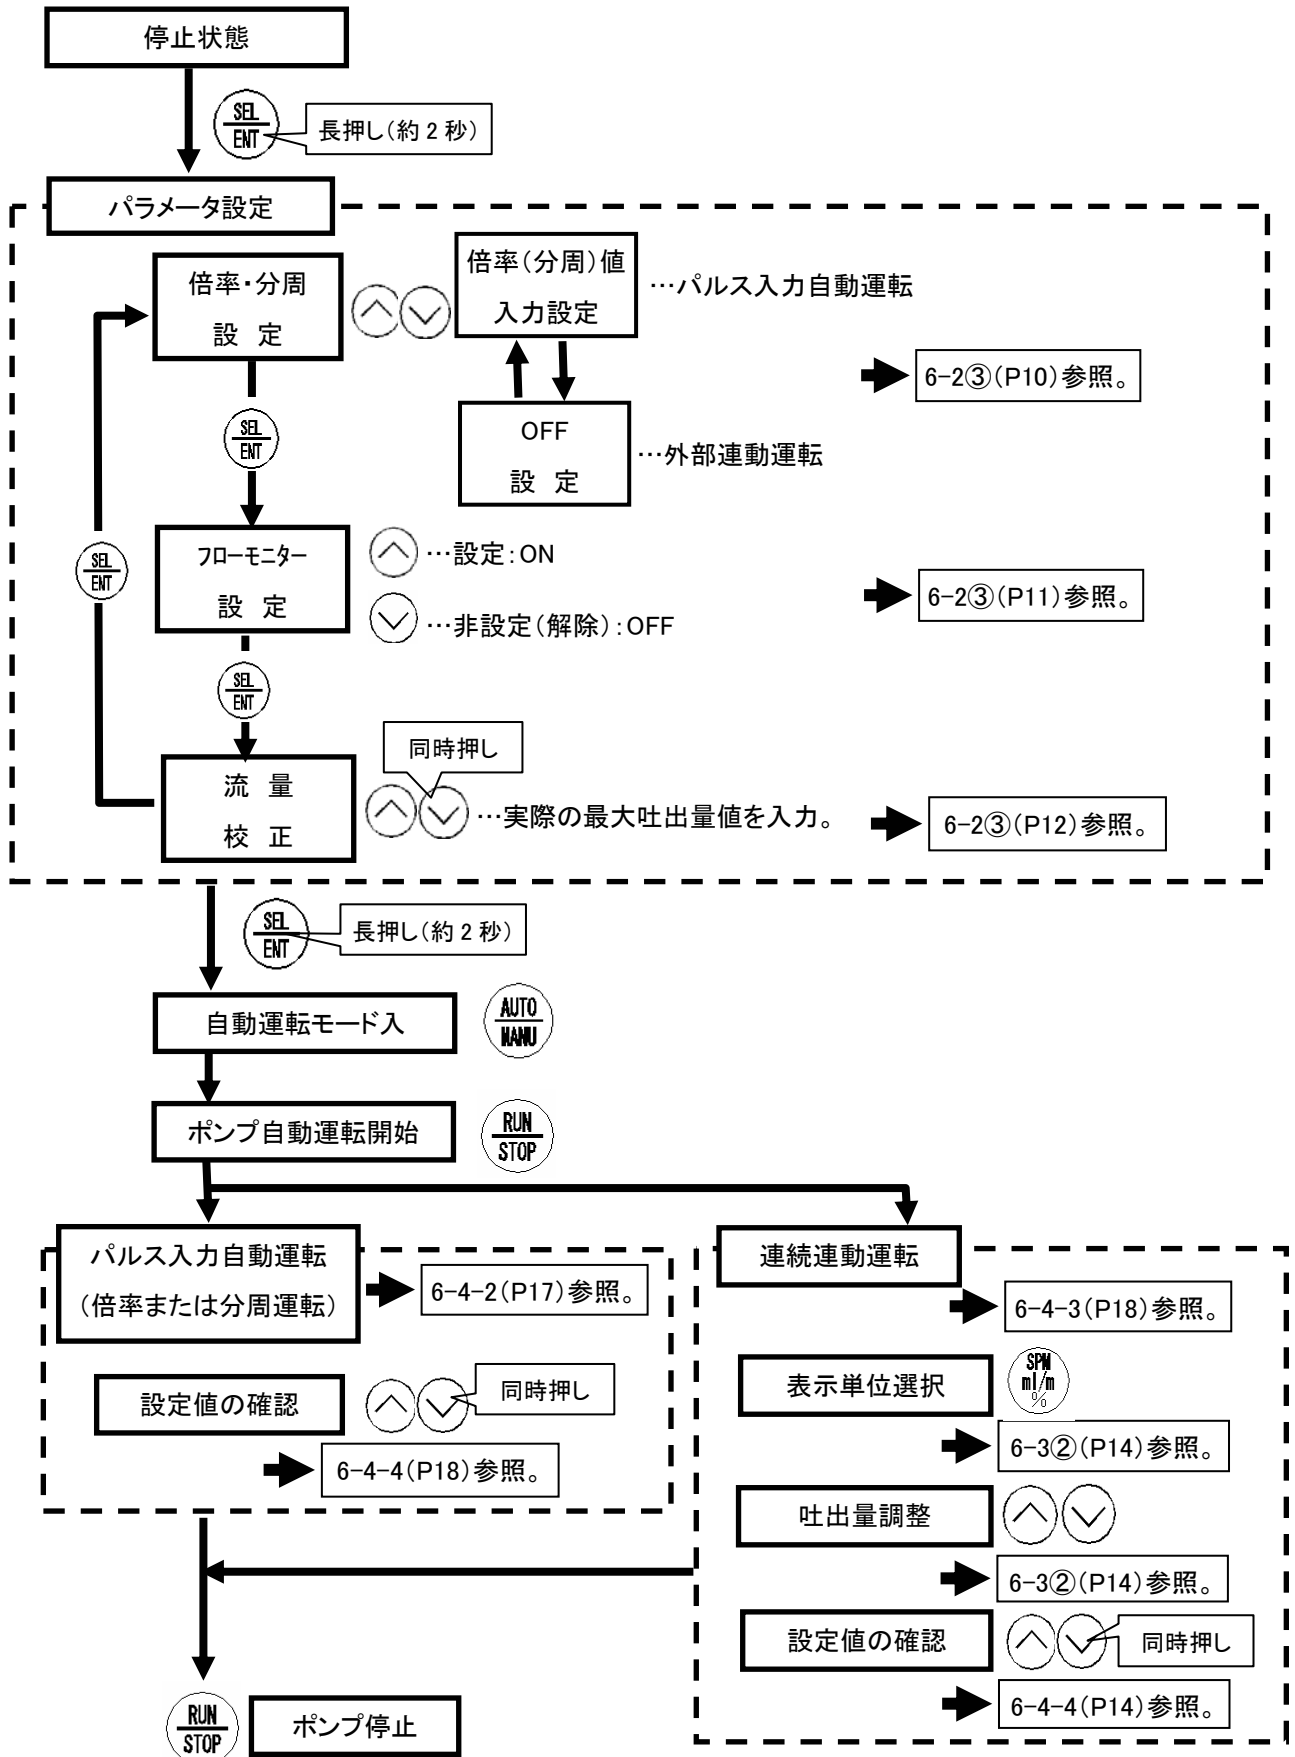 停止状態
SEL
ENT
長押し(約2秒)
パラメータ設定
倍率・分周
設 定
倍率(分周)値
入力設定
…パルス入力自動運転
6-2③(P10)参照。
OFF
設 定
…外部連動運転
SEL
ENT
SEL
ENT
フローモニター
設 定
…設定:ON
…非設定(解除):OFF
6-2③(P11)参照。
SEL
ENT
流 量
校 正
同時押し
…実際の最大吐出量値を入力。
6-2③(P12)参照。
SEL
ENT
長押し(約2秒)
自動運転モード入
AUTO
MANU
ポンプ自動運転開始
RUN
STOP
パルス入力自動運転
(倍率または分周運転)
6-4-2(P17)参照。
設定値の確認
同時押し
6-4-4(P18)参照。
連続連動運転
6-4-3(P18)参照。
表示単位選択
SPM
ml/m
%
6-3②(P14)参照。
吐出量調整
6-3②(P14)参照。
設定値の確認
同時押し
6-4-4(P14)参照。
RUN
STOP
ポンプ停止